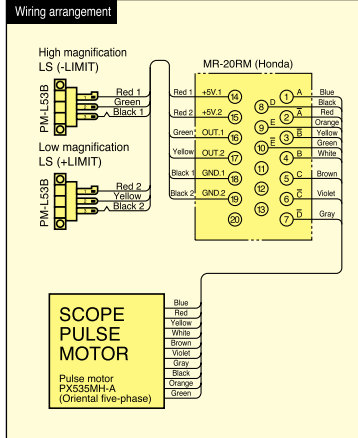 Wiring arrangement
High magnification
LS (-LIMIT)
PM-L53B
Red 1
Green
Black 1
Low magnification
LS (+LIMIT)
PM-L53B
Red 2
Yellow
Black 2
MR-20RM (Honda)
Red 1 +5V.1 14 1 A Blue
8 D Black
Red 2 +5V.2 15 2 A Red
9 E Orange
Green OUT.1 16 3 B Yellow
10 E Green
Yellow OUT.2 17 4 B White
Black 1 GND.1 18 11 5 C Brown
12
Black 2 GND.2 19 6 C Violet
13
20 7 D Gray
SCOPE
PULSE
MOTOR
Pulse motor
PX535MH-A
(Oriental five-phase)
Blue
Red
Yellow
White
Brown
Violet
Gray
Black
Orange
Green